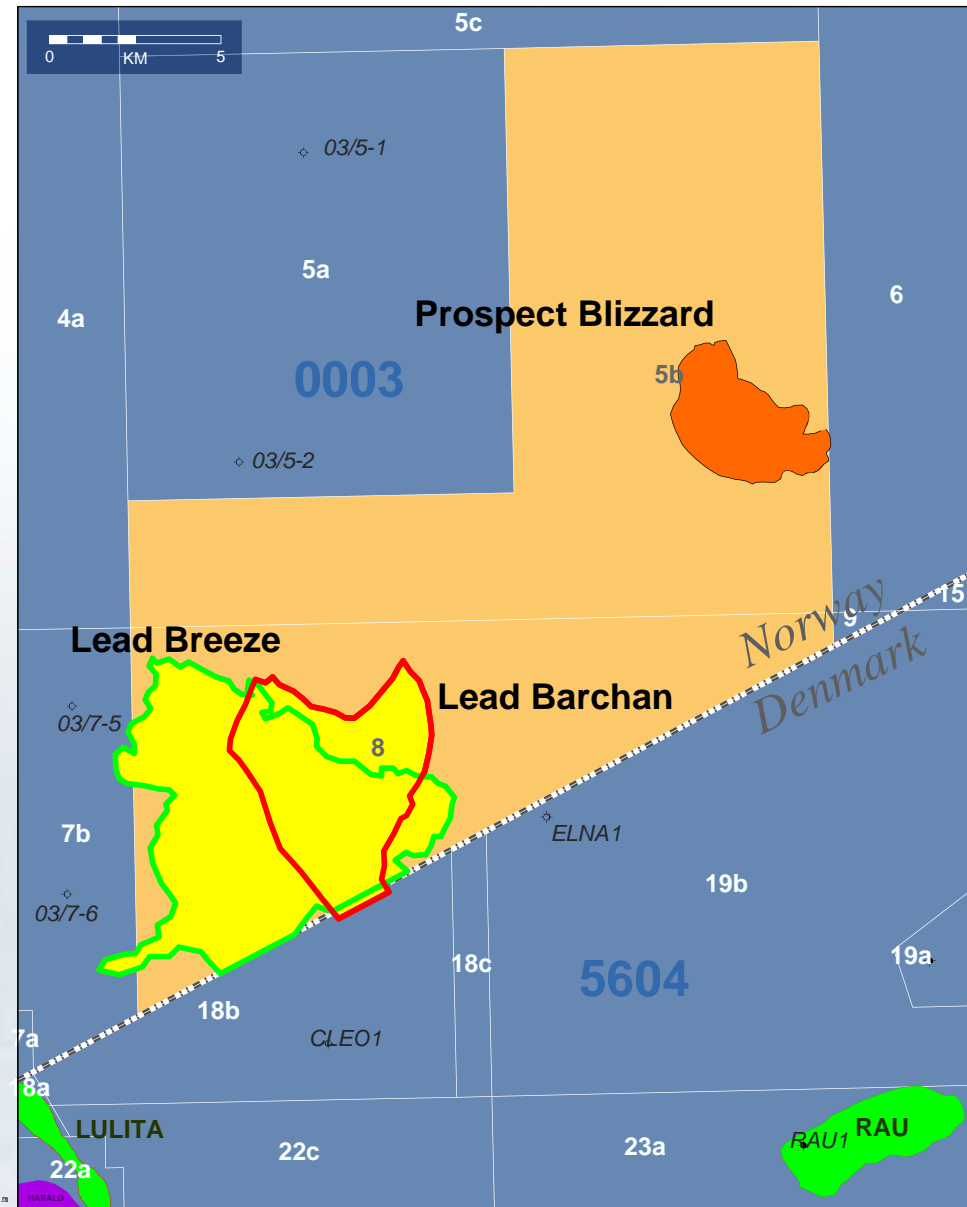 5c
0 KM 5
03/5-1
5a
6
4a
Prospect Blizzard
0003
5b
03/5-2
15
9
Norway
Lead Breeze
Denmark
Lead Barchan
03/7-5
8
7b
ELNA1
19b
03/7-6
19a
18c
5604
18b
CLEO1
7a
18a
LULITA
RAU
RAU1
22c
23a
22a
HARALD